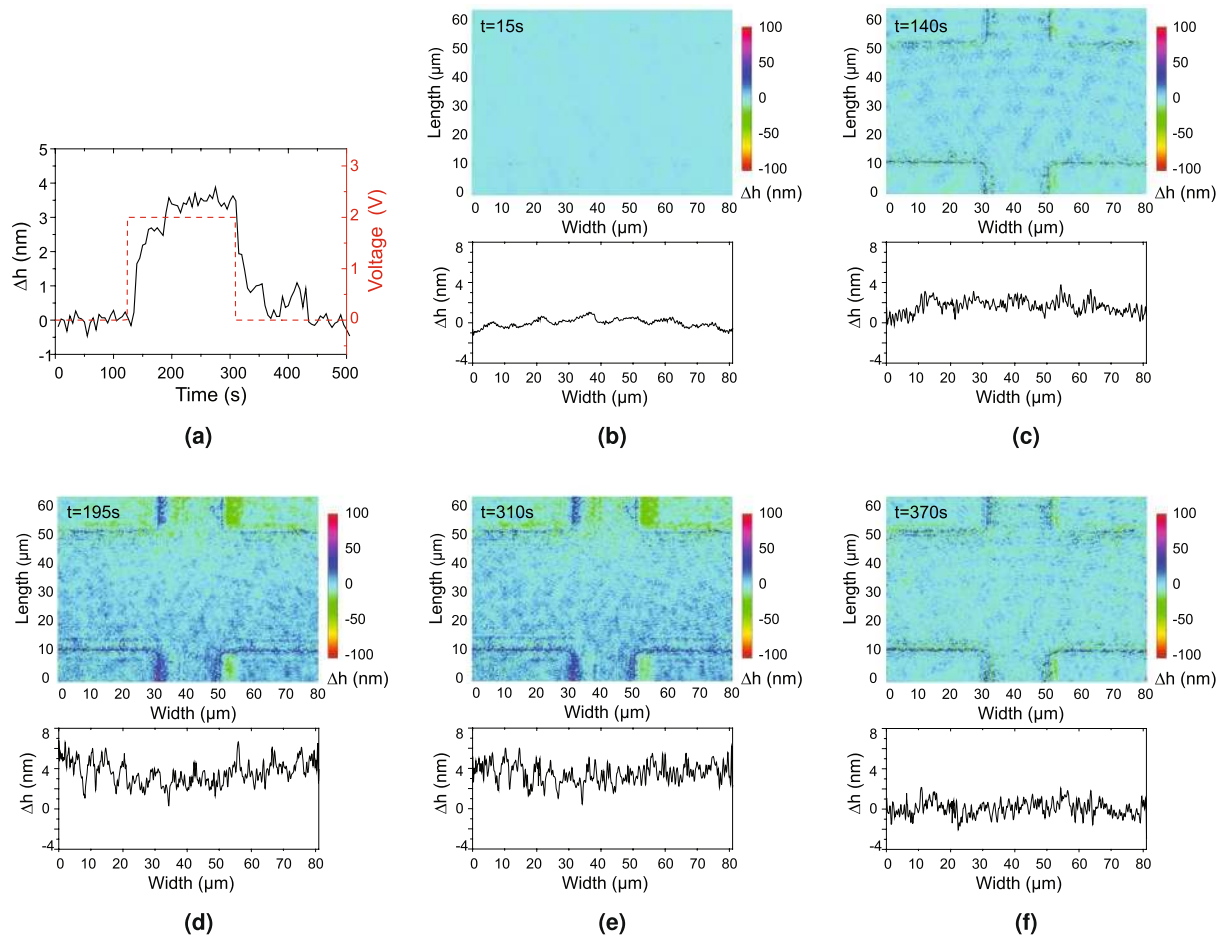 5
4
3
2
1
0
-1
Δh (nm)
3
2
1
0
Voltage (V)
0 100 200 300 400 500
Time (s)
(a)
t=15s
60
50
40
30
20
10
0
Length (µm)
0 10 20 30 40 50 60 70 80
Width (µm)
100
50
0
-50
-100
Δh (nm)
8
4
0
-4
Δh (nm)
0 10 20 30 40 50 60 70 80
Width (µm)
(b)
t=140s
60
50
40
30
20
10
0
Length (µm)
0 10 20 30 40 50 60 70 80
Width (µm)
100
50
0
-50
-100
Δh (nm)
8
4
0
-4
Δh (nm)
0 10 20 30 40 50 60 70 80
Width (µm)
(c)
t=195s
60
50
40
30
20
10
0
Length (µm)
0 10 20 30 40 50 60 70 80
Width (µm)
100
50
0
-50
-100
Δh (nm)
8
4
0
-4
Δh (nm)
0 10 20 30 40 50 60 70 80
Width (µm)
(d)
t=310s
60
50
40
30
20
10
0
Length (µm)
0 10 20 30 40 50 60 70 80
Width (µm)
100
50
0
-50
-100
Δh (nm)
8
4
0
-4
Δh (nm)
0 10 20 30 40 50 60 70 80
Width (µm)
(e)
t=370s
60
50
40
30
20
10
0
Length (µm)
0 10 20 30 40 50 60 70 80
Width (µm)
100
50
0
-50
-100
Δh (nm)
8
4
0
-4
Δh (nm)
0 10 20 30 40 50 60 70 80
Width (µm)
(f)